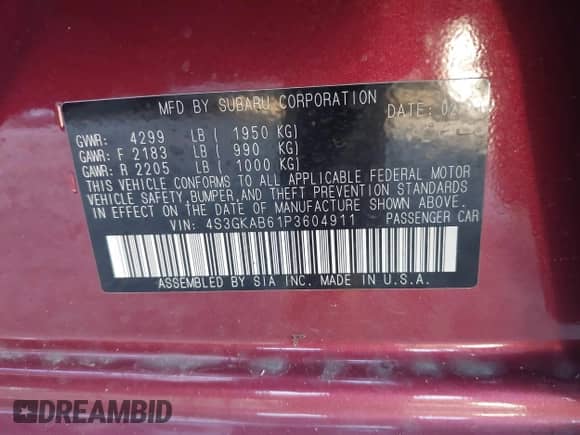 MFD BY SUBARU CORPORATION DATE:
GVWR: 4299 LB ( 1950 KG)
GAWR: F 2183 LB ( 990 KG)
GAWR: R 2205 LB ( 1000 KG)
THIS VEHICLE CONFORMS TO ALL APPLICABLE FEDERAL MOTOR
VEHICLE SAFETY, BUMPER, AND THEFT PREVENTION STANDARDS
IN EFFECT ON THE DATE OF MANUFACTURE SHOWN ABOVE.
VIN: 4S3GKAB61P3604911 PASSENGER CAR
ASSEMBLED BY SIA INC. MADE IN U.S.A.
DREAMBID